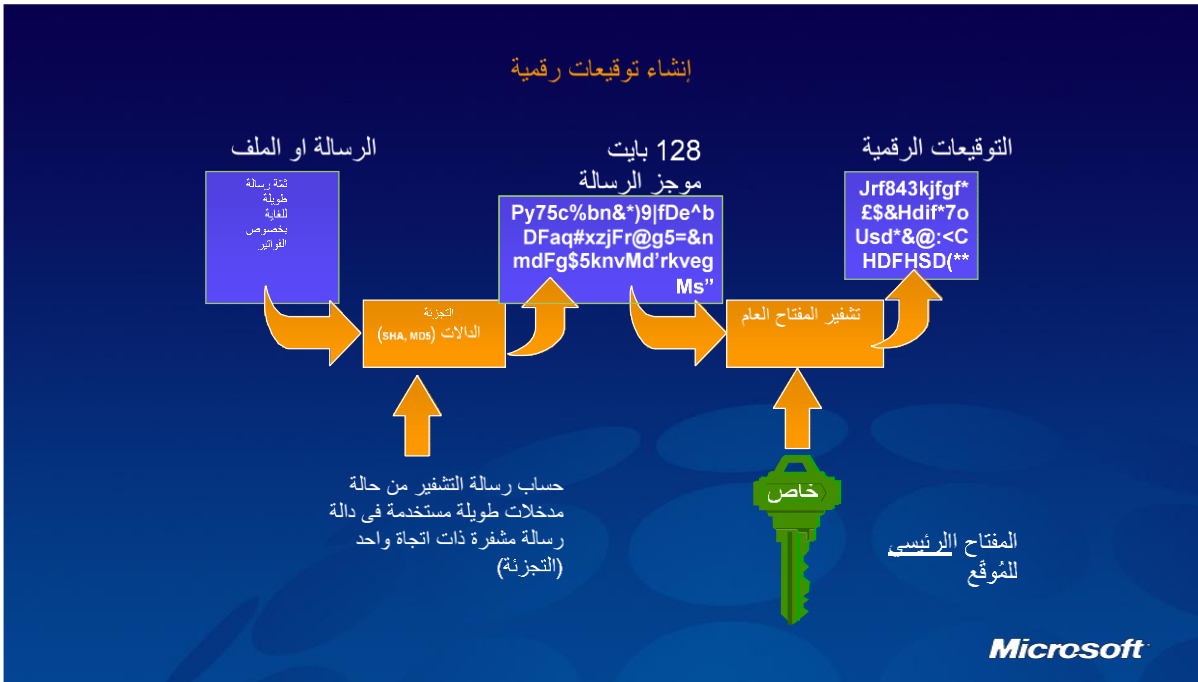 إنشاء توقيعات رقمية
الرسالة او الملف
ثمة رسالة
طويلة
للغاية
بخصوص
الفواتير
128 بايت
موجز الرسالة
Py75c%bn&*)9|fDe^b
DFaq#xzjFr@g5=&n
mdFg$5knvMd’rkveg
Ms”
التوقيعات الرقمية
Jrf843kjfgf*
£$&Hdif*7o
Usd*&@:<C
HDFHSD(**
التجزئة
الدالات (SHA, MD5)
تشفير المفتاح العام
حساب رسالة التشفير من حالة
مدخلات طويلة مستخدمة فى دالة
رسالة مشفرة ذات اتجاة واحد
(التجزئة)
خاص
المفتاح االرئيسي
للمُوقّع
Microsoft